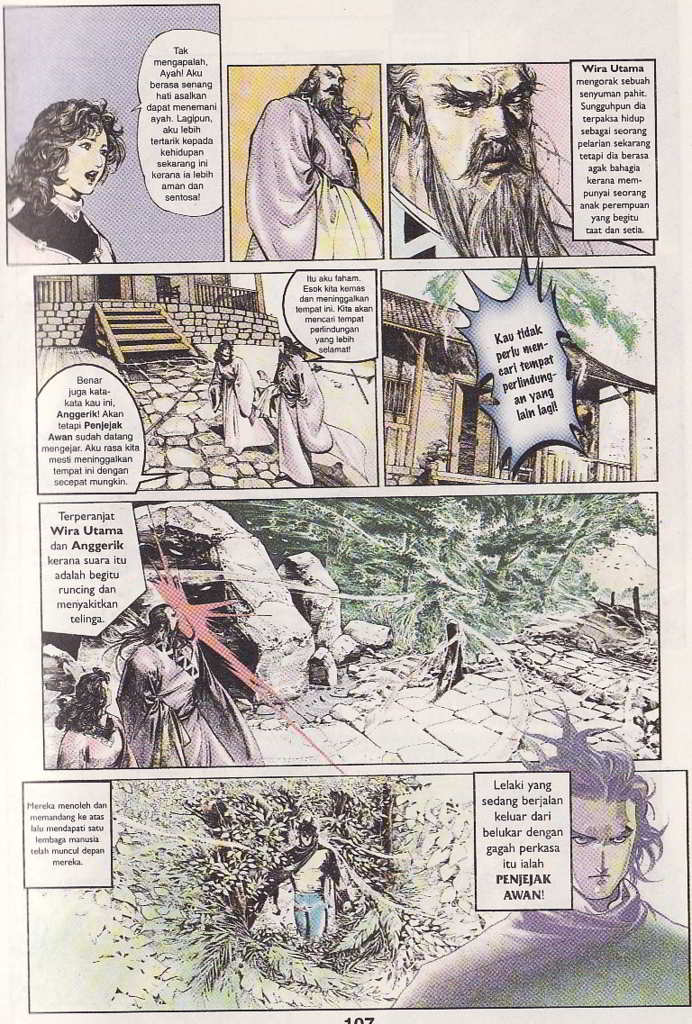 Tak
mengapalah,
Ayah! Aku
berasa senang
hati asalkan
dapat menemani
ayah. Lagipun,
aku lebih
tertarik kepada
kehidupan
sekarang ini
kerana ia lebih
aman dan
sentosa!
Wira Utama
mengorak sebuah
senyuman pahit.
Sungguhpun dia
terpaksa hidup
sebagai seorang
pelarian sekarang
tetapi dia berasa
agak bahagia
kerana mem-
punyai seorang
anak perempuan
yang begitu
taat dan setia.
Itu aku faham.
Esok kita kemas
dan meninggalkan
tempat ini. Kita akan
mencari tempat
perlindungan
yang lebih
selamat!
Benar
juga kata-
kata kau ini,
Anggerik! Akan
tetapi Penjejak
Awan sudah datang
mengejar. Aku rasa kita
mesti meninggalkan
tempat ini dengan
secepat mungkin.
Kau tidak
perlu men-
cari tempat
perlindung-
an yang
lain lagi!
Terperanjat
Wira Utama
dan Anggerik
kerana suara itu
adalah begitu
runcing dan
menyakitkan
telinga.
Mereka menoleh dan
memandang ke atas
lalu mendapati satu
lembaga manusia
telah muncul depan
mereka.
Lelaki yang
sedang berjalan
keluar dari
belukar dengan
gagah perkasa
itu ialah
PENJEJAK
AWAN!
107